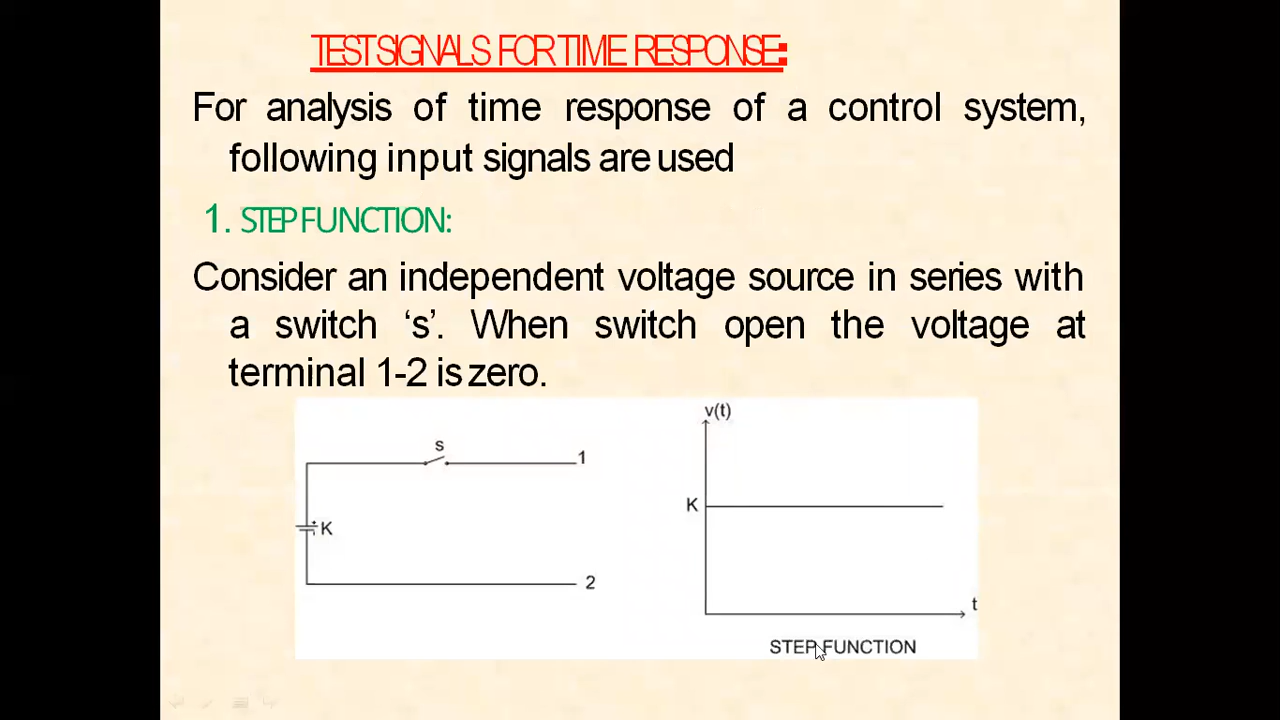 TEST SIGNALS FOR TIME RESPONSE:
For analysis of time response of a control system,
following input signals are used
1. STEP FUNCTION:
Consider an independent voltage source in series with
a switch ‘s’. When switch open the voltage at
terminal 1-2 is zero.
v(t)
s
1
K
K
2
t
STEP FUNCTION